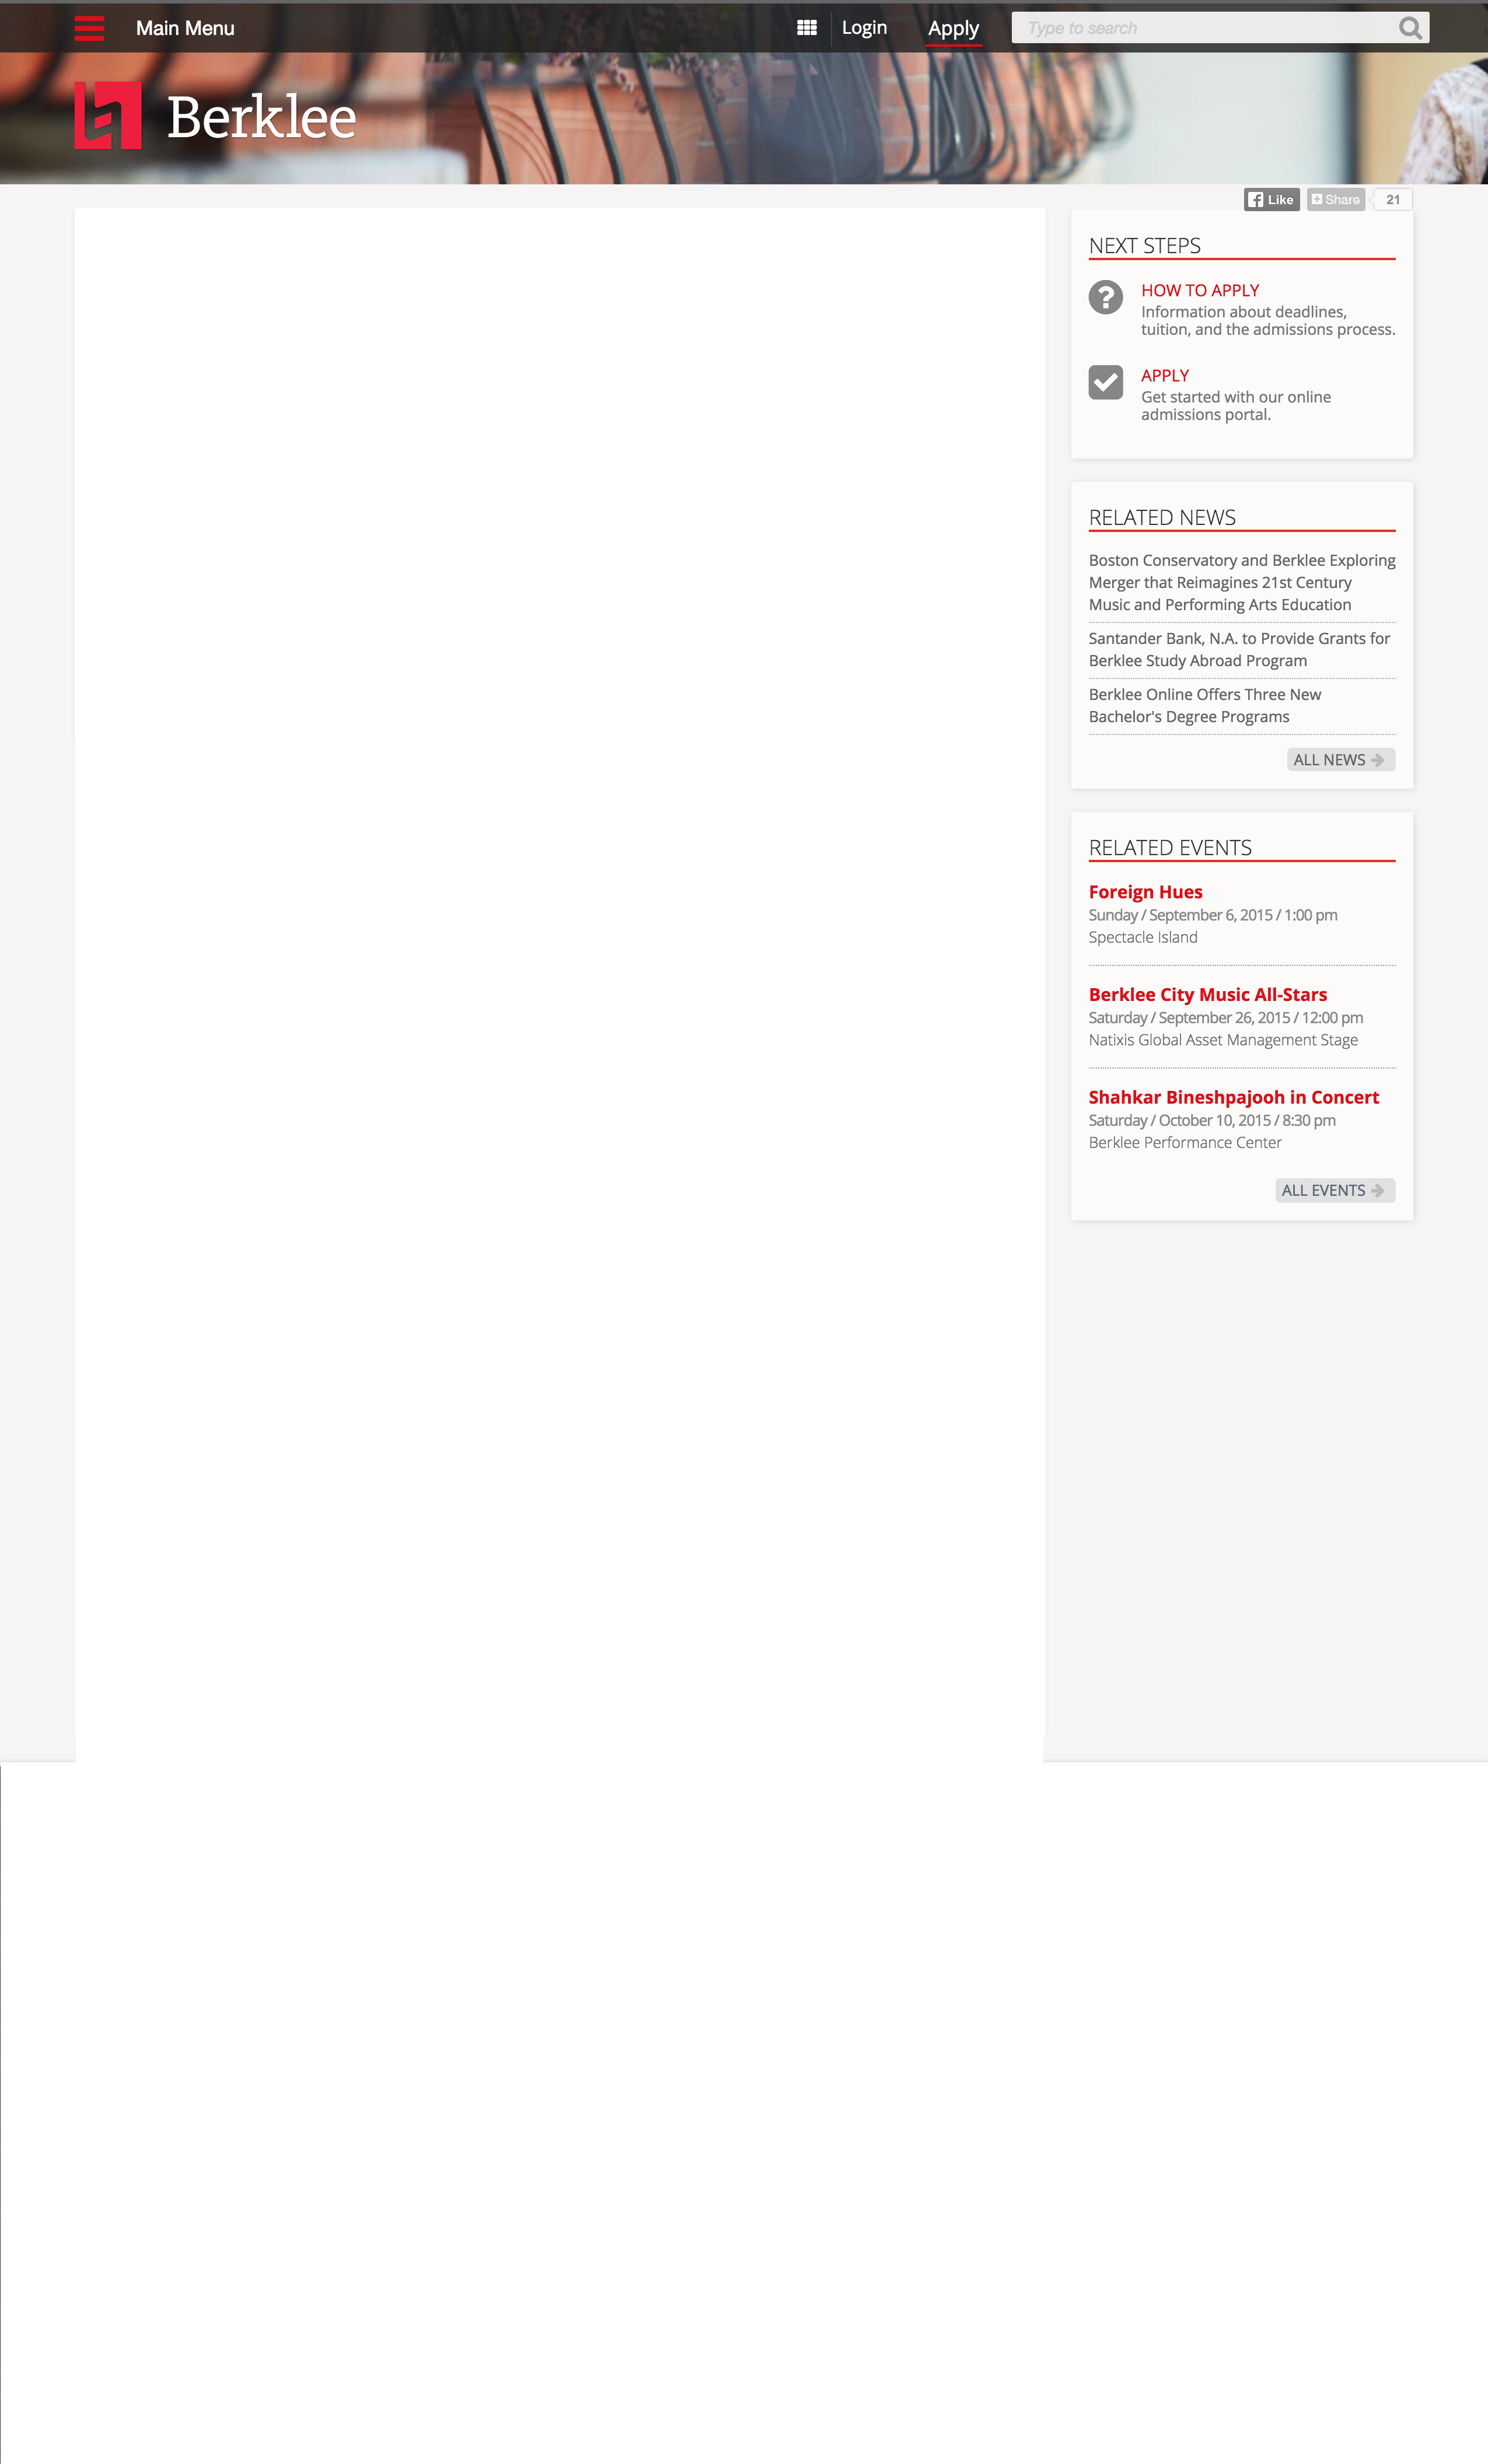 Main Menu
Login
Apply
Type to search
Berklee
Like
Share
21
NEXT STEPS
HOW TO APPLY
Information about deadlines,
tuition, and the admissions process.
APPLY
Get started with our online
admissions portal.
RELATED NEWS
Boston Conservatory and Berklee Exploring
Merger that Reimagines 21st Century
Music and Performing Arts Education
Santander Bank, N.A. to Provide Grants for
Berklee Study Abroad Program
Berklee Online Offers Three New
Bachelor's Degree Programs
ALL NEWS
RELATED EVENTS
Foreign Hues
Sunday / September 6, 2015 / 1:00 pm
Spectacle Island
Berklee City Music All-Stars
Saturday / September 26, 2015 / 12:00 pm
Natixis Global Asset Management Stage
Shahkar Bineshpajooh in Concert
Saturday / October 10, 2015 / 8:30 pm
Berklee Performance Center
ALL EVENTS